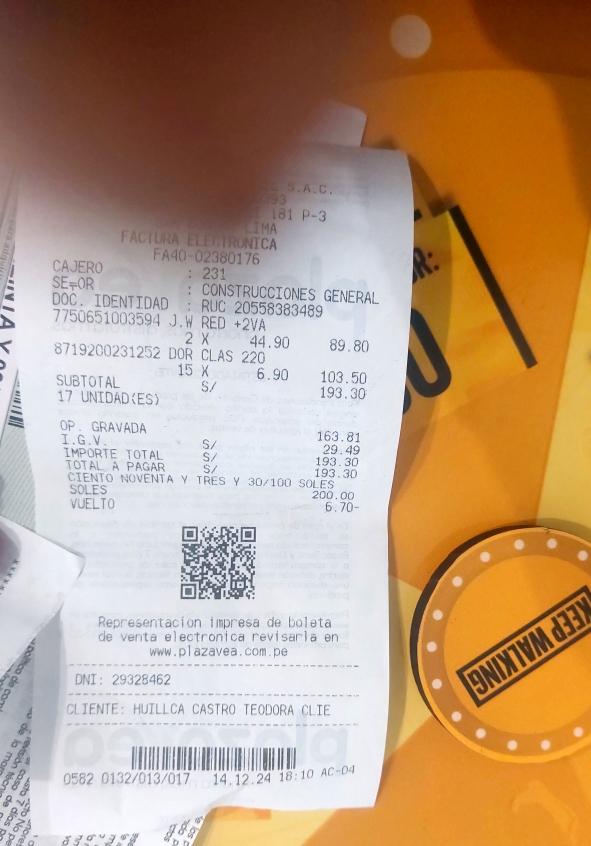 S.A.C.
181 P-3
LIMA
FACTURA ELECTRONICA
FA40-02380176
CAJERO : 231
SE=OR : CONSTRUCCIONES GENERAL
DOC. IDENTIDAD : RUC 20558383489
7750651003594 J.W RED +2VA
2 X 44.90 89.80
8719200231252 DOR CLAS 220
15 X 6.90 103.50
SUBTOTAL S/ 193.30
17 UNIDAD(ES)
OP. GRAVADA S/ 163.81
I.G.V. S/ 29.49
IMPORTE TOTAL S/ 193.30
TOTAL A PAGAR S/ 193.30
CIENTO NOVENTA Y TRES Y 30/100 SOLES
SOLES 200.00
VUELTO 6.70-
Representacion impresa de boleta
de venta electronica revisarla en
www.plazavea.com.pe
DNI: 29328462
CLIENTE: HUILLCA CASTRO TEODORA CLIE
0582 0132/013/017 14.12.24 18:10 AC-04
KEEP WALKING